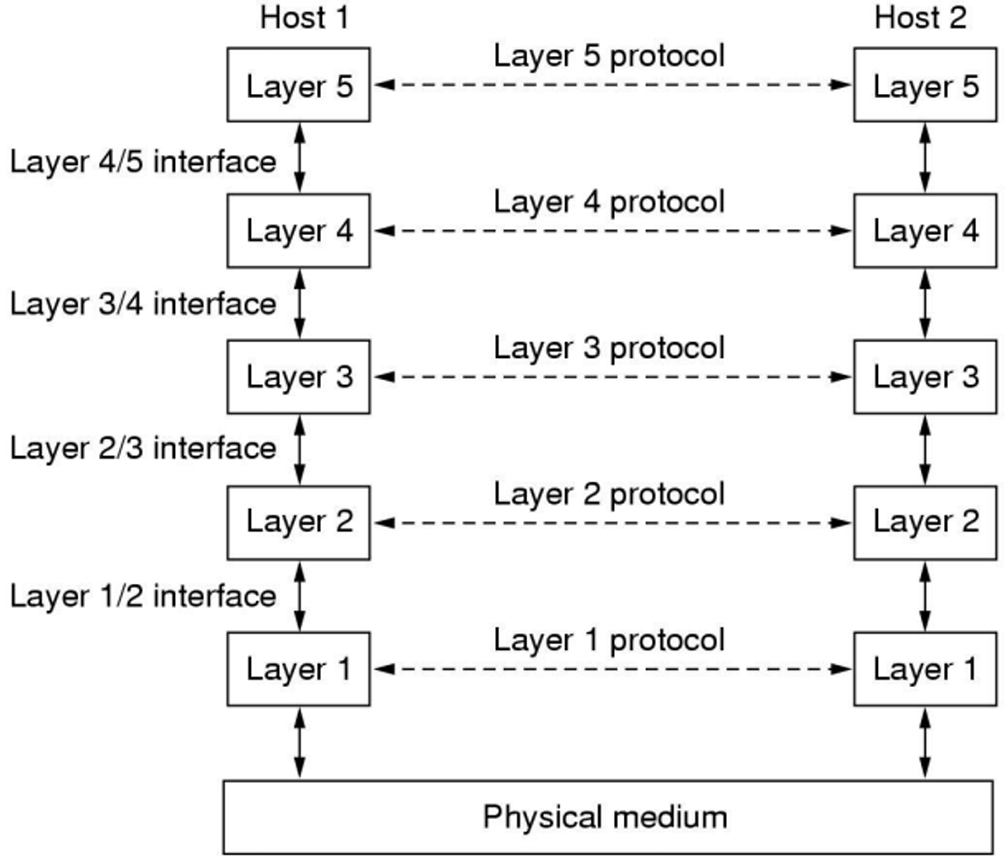 Host 1
Host 2
Layer 5 protocol
Layer 5
Layer 5
Layer 4/5 interface
Layer 4 protocol
Layer 4
Layer 4
Layer 3/4 interface
Layer 3 protocol
Layer 3
Layer 3
Layer 2/3 interface
Layer 2 protocol
Layer 2
Layer 2
Layer 1/2 interface
Layer 1 protocol
Layer 1
Layer 1
Physical medium